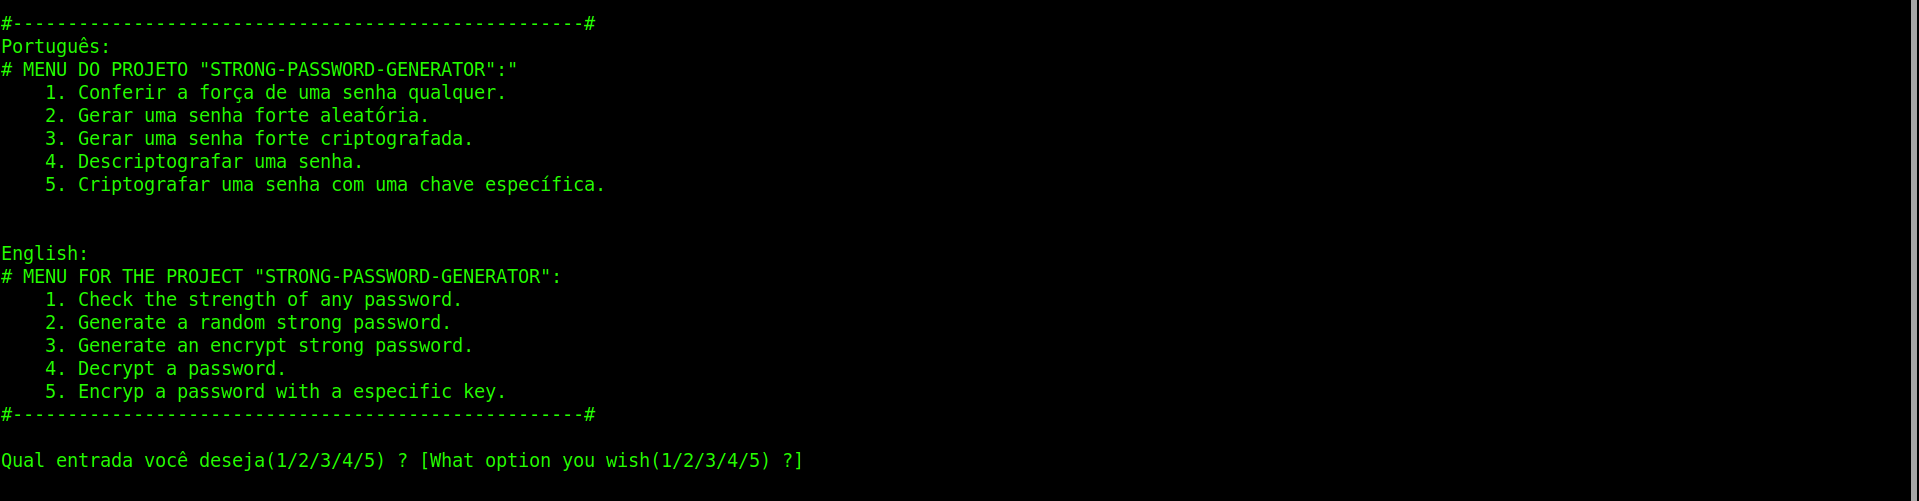 #----------------------------------------------------#
Português:
# MENU DO PROJETO "STRONG-PASSWORD-GENERATOR":"
    1. Conferir a força de uma senha qualquer.
    2. Gerar uma senha forte aleatória.
    3. Gerar uma senha forte criptografada.
    4. Descriptografar uma senha.
    5. Criptografar uma senha com uma chave específica.
English:
# MENU FOR THE PROJECT "STRONG-PASSWORD-GENERATOR":
    1. Check the strength of any password.
    2. Generate a random strong password.
    3. Generate an encrypt strong password.
    4. Decrypt a password.
    5. Encryp a password with a especific key.
#----------------------------------------------------#
Qual entrada você deseja(1/2/3/4/5) ? [What option you wish(1/2/3/4/5) ?]